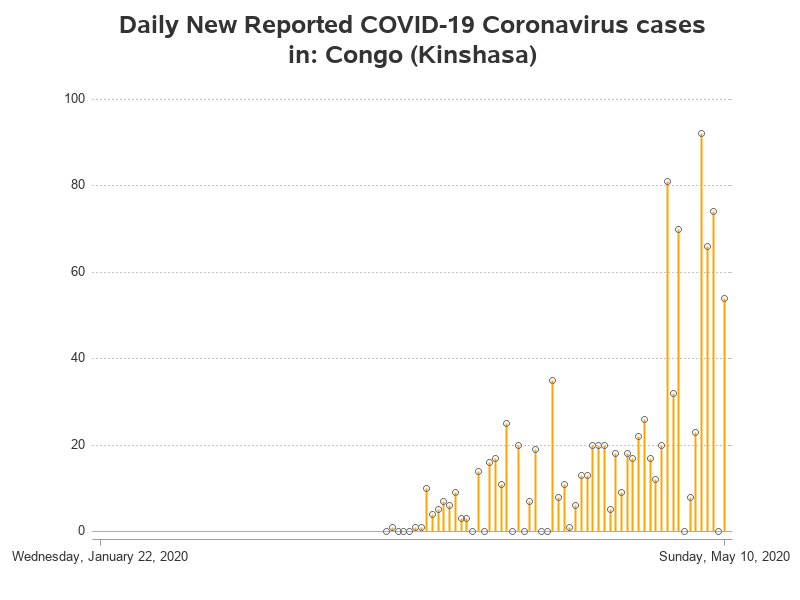 Daily New Reported COVID-19 Coronavirus cases
in: Congo (Kinshasa)
100
80
60
40
20
0
Wednesday, January 22, 2020
Sunday, May 10, 2020